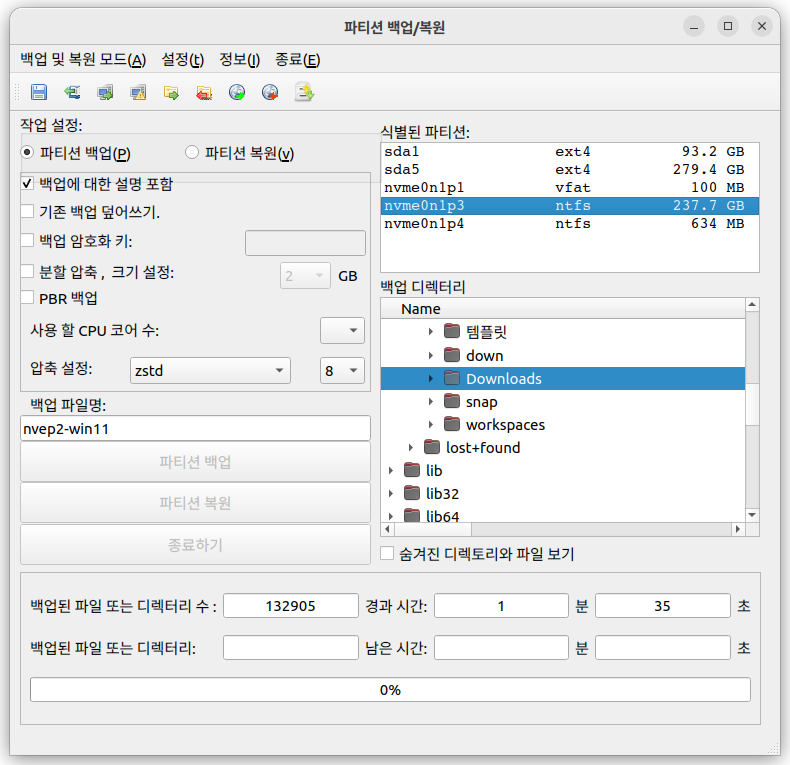 파티션 백업/복원
백업 및 복원 모드(A) 설정(t) 정보(I) 종료(E)
작업 설정:
파티션 백업(P) 파티션 복원(v)
백업에 대한 설명 포함
기존 백업 덮어쓰기.
백업 암호화 키:
분할 압축 , 크기 설정: 2 GB
PBR 백업
사용 할 CPU 코어 수:
압축 설정: zstd 8
백업 파일명:
nvep2-win11
파티션 백업
파티션 복원
종료하기
식별된 파티션:
sda1 ext4 93.2 GB
sda5 ext4 279.4 GB
nvme0n1p1 vfat 100 MB
nvme0n1p3 ntfs 237.7 GB
nvme0n1p4 ntfs 634 MB
백업 디렉터리
Name
템플릿
down
Downloads
snap
workspaces
lost+found
lib
lib32
lib64
숨겨진 디렉토리와 파일 보기
백업된 파일 또는 디렉터리 수 : 132905 경과 시간: 1 분 35 초
백업된 파일 또는 디렉터리: 남은 시간: 분 초
0%